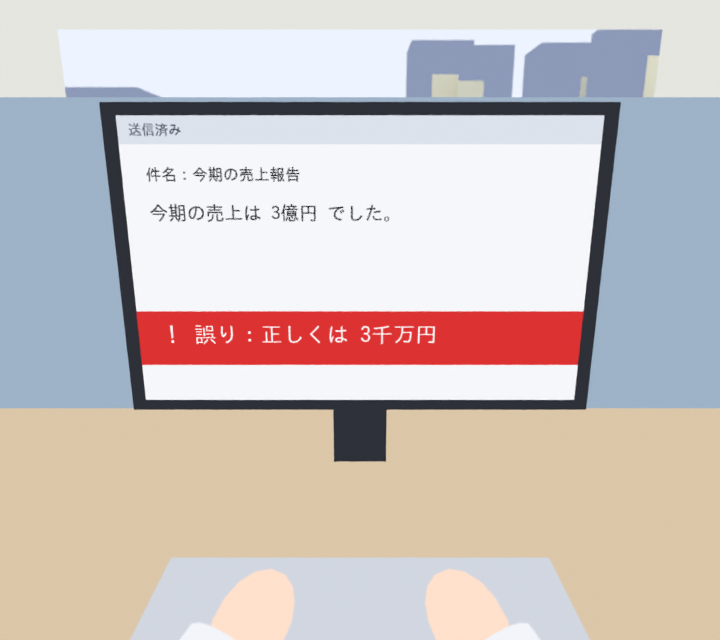 送信済み
件名：今期の売上報告
今期の売上は 3億円 でした。
！ 誤り：正しくは 3千万円